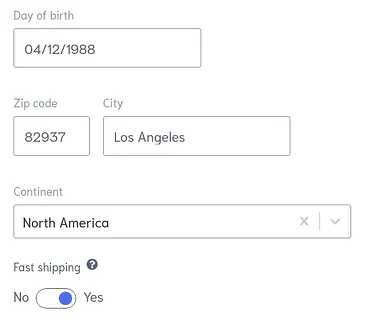 Day of birth
04/12/1988
Zip code City
82937 Los Angeles
Continent
North America
Fast shipping ?
No Yes